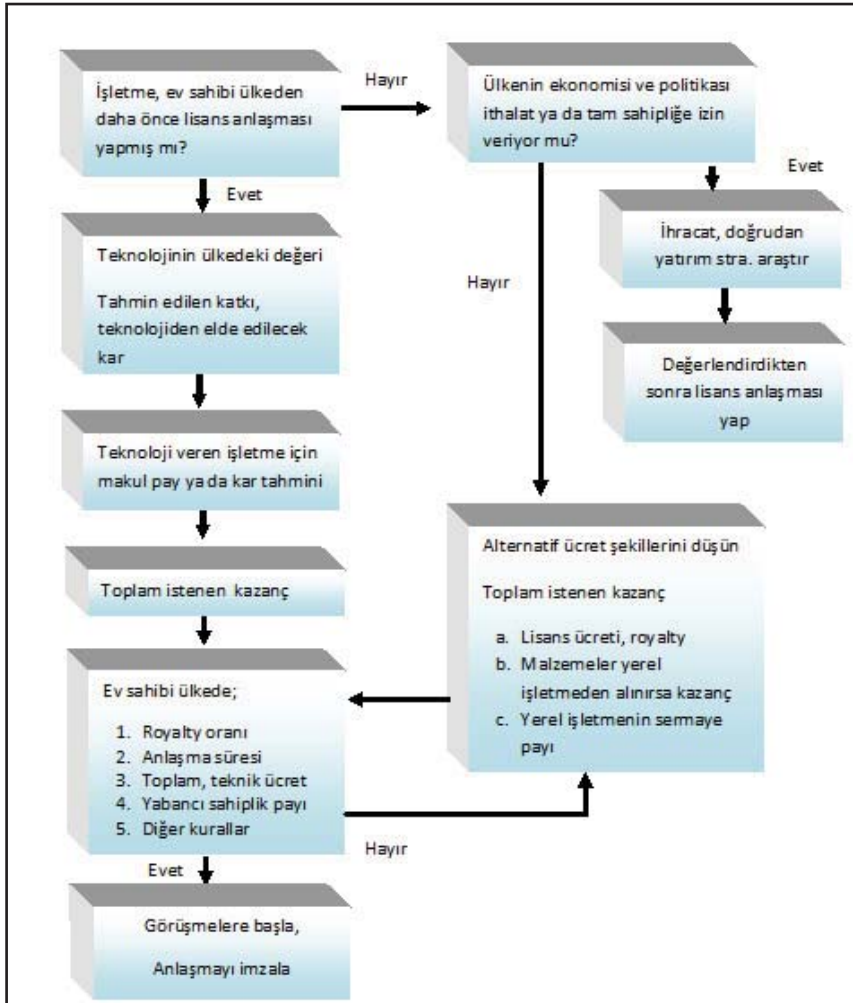 İşletme, ev sahibi ülkeden
daha önce lisans anlaşması
yapmış mı?
Hayır
Ülkenin ekonomisi ve politikası
ithalat ya da tam sahipliğe izin
veriyor mu?
Evet
Evet
Teknolojinin ülkedeki değeri
Tahmin edilen katkı,
teknolojiden elde edilecek
kar
Hayır
İhracat, doğrudan
yatırım stra. araştır
Değerlendirdikten
sonra lisans anlaşması
yap
Teknoloji veren işletme için
makul pay ya da kar tahmini
Toplam istenen kazanç
Alternatif ücret şekillerini düşün
Toplam istenen kazanç
a. Lisans ücreti, royalty
b. Malzemeler yerel
işletmeden alınırsa kazanç
c. Yerel işletmenin sermaye
payı
Ev sahibi ülkede;
1. Royalty oranı
2. Anlaşma süresi
3. Toplam, teknik ücret
4. Yabancı sahiplik payı
5. Diğer kurallar
Hayır
Evet
Görüşmelere başla,
Anlaşmayı imzala